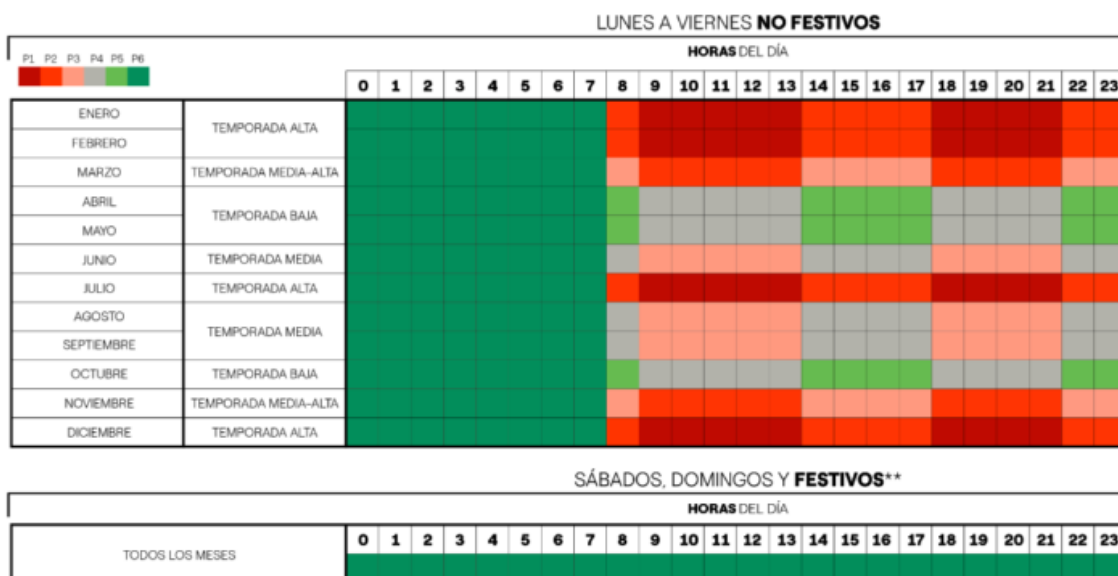 LUNES A VIERNES NO FESTIVOS
HORAS DEL DÍA
P1 P2 P3 P4 P5 P6
0 1 2 3 4 5 6 7 8 9 10 11 12 13 14 15 16 17 18 19 20 21 22 23
ENERO
TEMPORADA ALTA
FEBRERO
MARZO TEMPORADA MEDIA-ALTA
ABRIL
TEMPORADA BAJA
MAYO
JUNIO TEMPORADA MEDIA
JULIO TEMPORADA ALTA
AGOSTO
TEMPORADA MEDIA
SEPTIEMBRE
OCTUBRE TEMPORADA BAJA
NOVIEMBRE TEMPORADA MEDIA-ALTA
DICIEMBRE TEMPORADA ALTA
SÁBADOS, DOMINGOS Y FESTIVOS**
HORAS DEL DÍA
0 1 2 3 4 5 6 7 8 9 10 11 12 13 14 15 16 17 18 19 20 21 22 23
TODOS LOS MESES